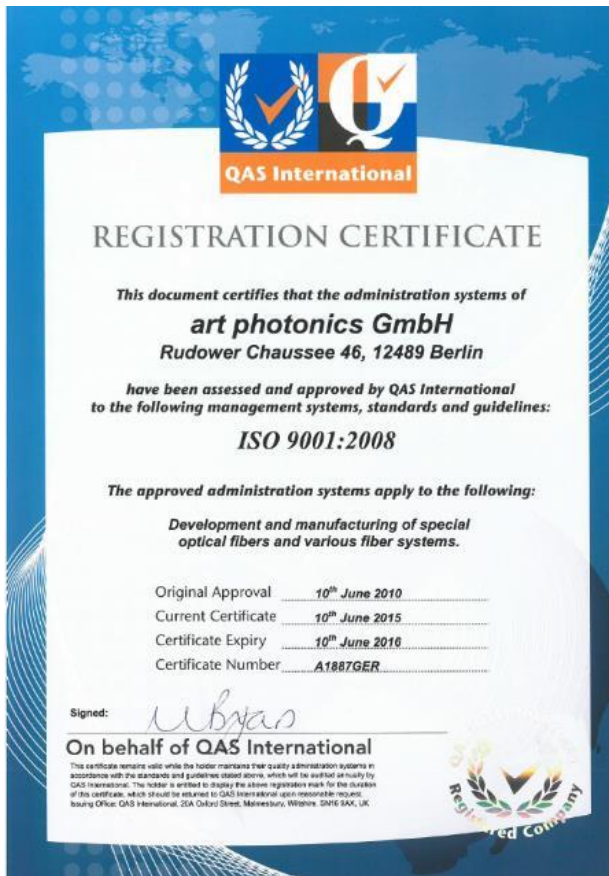 QAS International
REGISTRATION CERTIFICATE
This document certifies that the administration systems of
art photonics GmbH
Rudower Chaussee 46, 12489 Berlin
have been assessed and approved by QAS International
to the following management systems, standards and guidelines:
ISO 9001:2008
The approved administration systems apply to the following:
Development and manufacturing of special
optical fibers and various fiber systems.
Original Approval 10th June 2010
Current Certificate 10th June 2015
Certificate Expiry 10th June 2016
Certificate Number A1887GER
Signed:
On behalf of QAS International
This certificate remains valid while the holder maintains their quality administration systems in
accordance with the standards and guidelines stated above, which will be audited annually by
QAS International. The holder is entitled to display the above registration mark for the duration
of this certificate, which should be returned to QAS International upon reasonable request.
Issuing Office: QAS International, 20A Oxford Street, Malmesbury, Wiltshire, SN16 9AX, UK
Registered Company